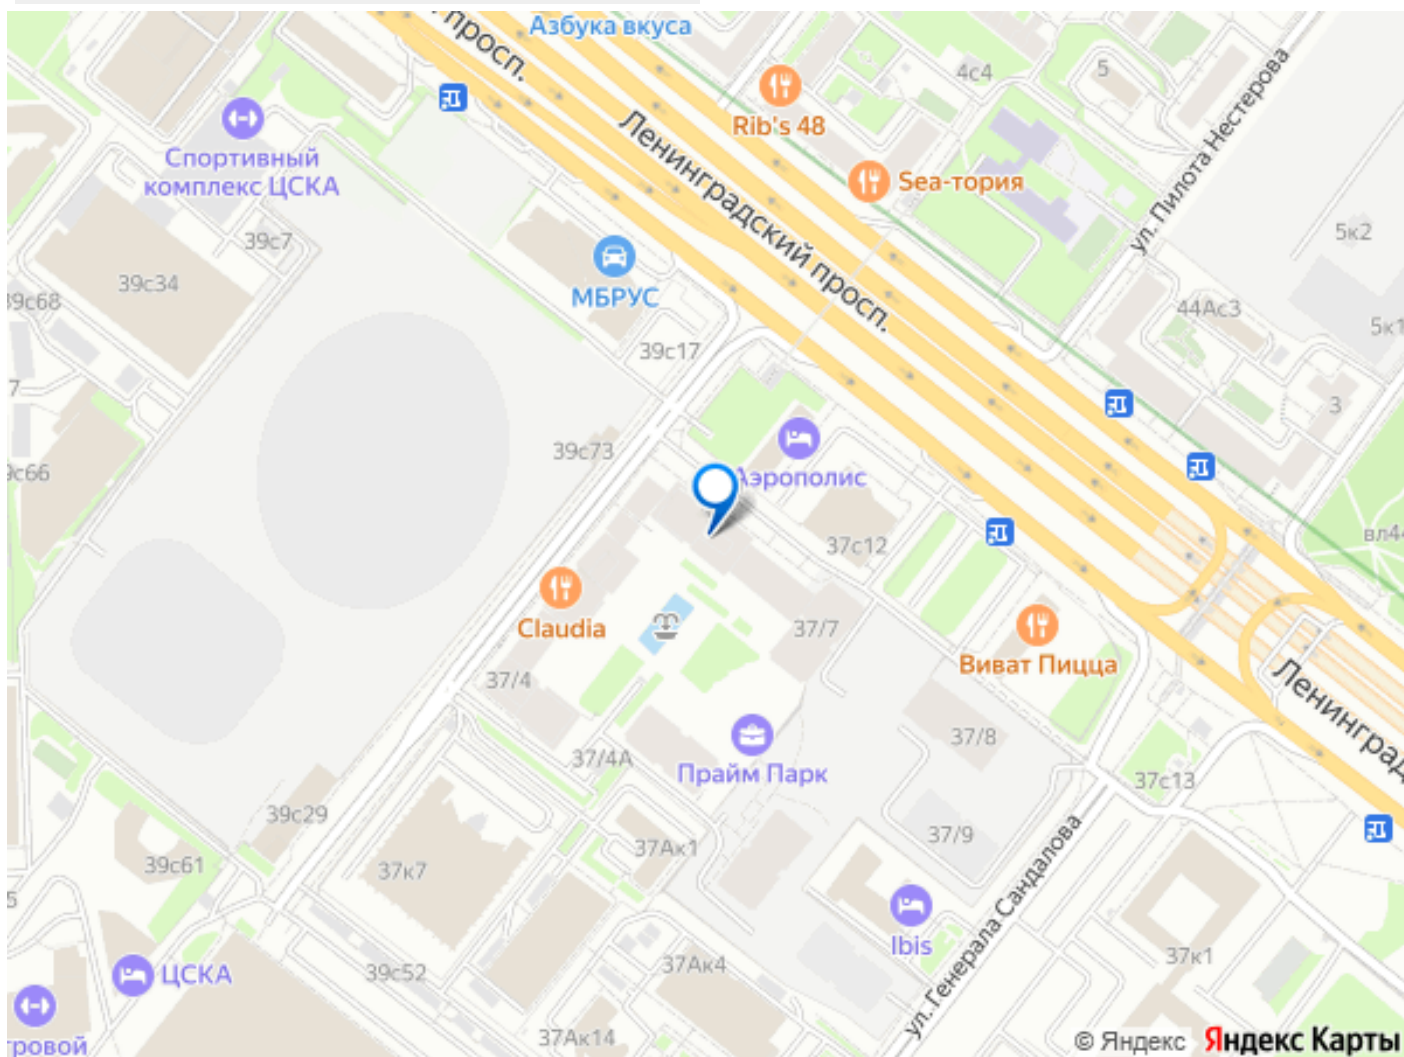 Азбука вкуса
просп.
4с4
5
Rib's 48
ул. Пилота Нестерова
Спортивный
комплекс ЦСКА
Ленинградский просп.
Sea-тория
39с7
5к2
39с34
МБРУС
39с68
44Ас3
39с17
3
39с73
Аэрополис
39с66
37с12
Claudia
37/7
Виват Пицца
37/4
37/8
Ленинград
37/4А
Прайм Парк
37с13
39с29
37/9
37Ак1
39с61
37к7
ул. Генерала Сандалова
Ibis
37к1
ЦСКА
39с52
37Ак4
37Ак14
© Яндекс Яндекс Карты